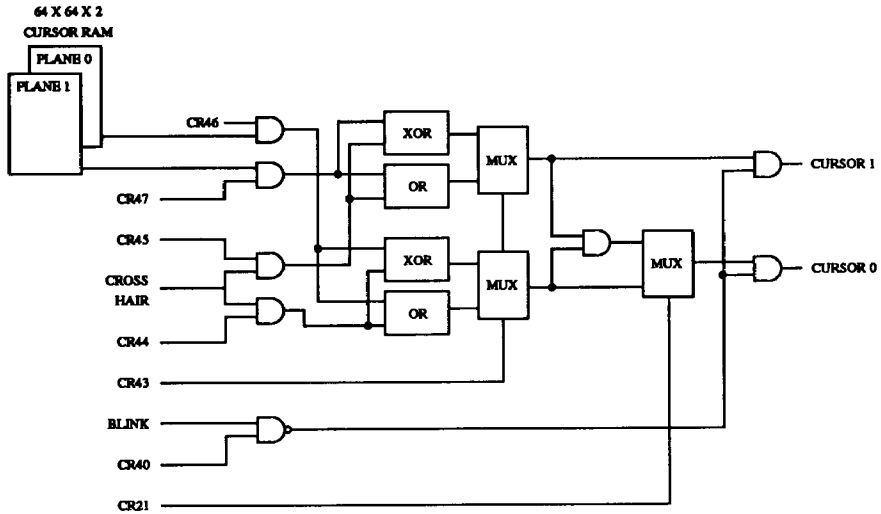 64 X 64 X 2
CURSOR RAM
PLANE 0
PLANE 1
CR46
XOR
MUX
CURSOR 1
OR
CR47
CR45
XOR
MUX
MUX
CURSOR 0
CROSS
HAIR
OR
CR44
CR43
BLINK
CR40
CR21